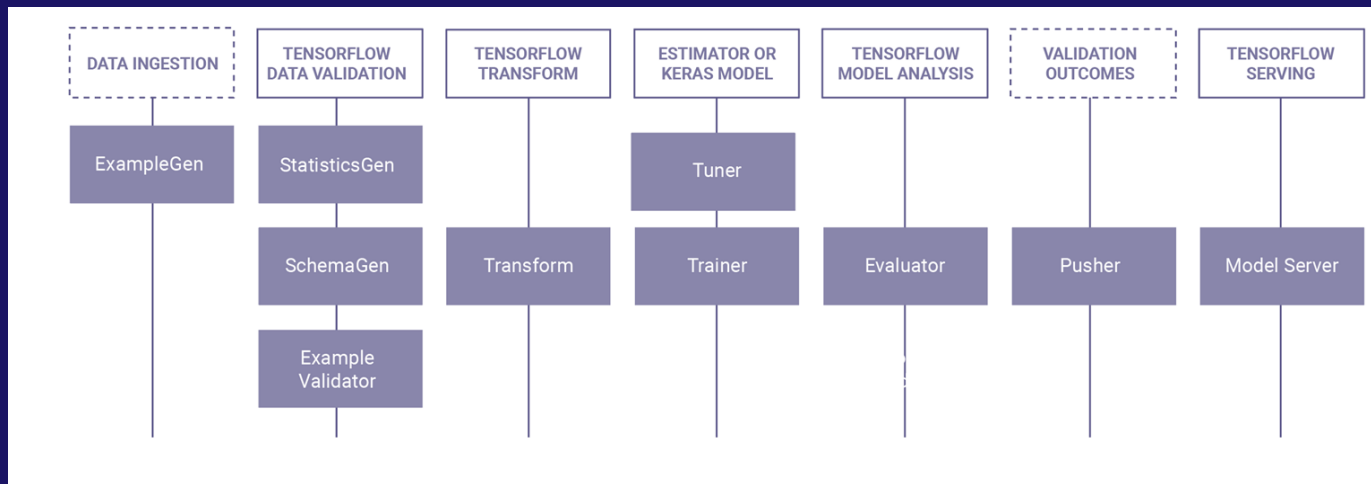 DATA INGESTION
TENSORFLOW
DATA VALIDATION
TENSORFLOW
TRANSFORM
ESTIMATOR OR
KERAS MODEL
TENSORFLOW
MODEL ANALYSIS
VALIDATION
OUTCOMES
TENSORFLOW
SERVING
ExampleGen
StatisticsGen
Tuner
SchemaGen
Transform
Trainer
Evaluator
Pusher
Model Server
Example
Validator